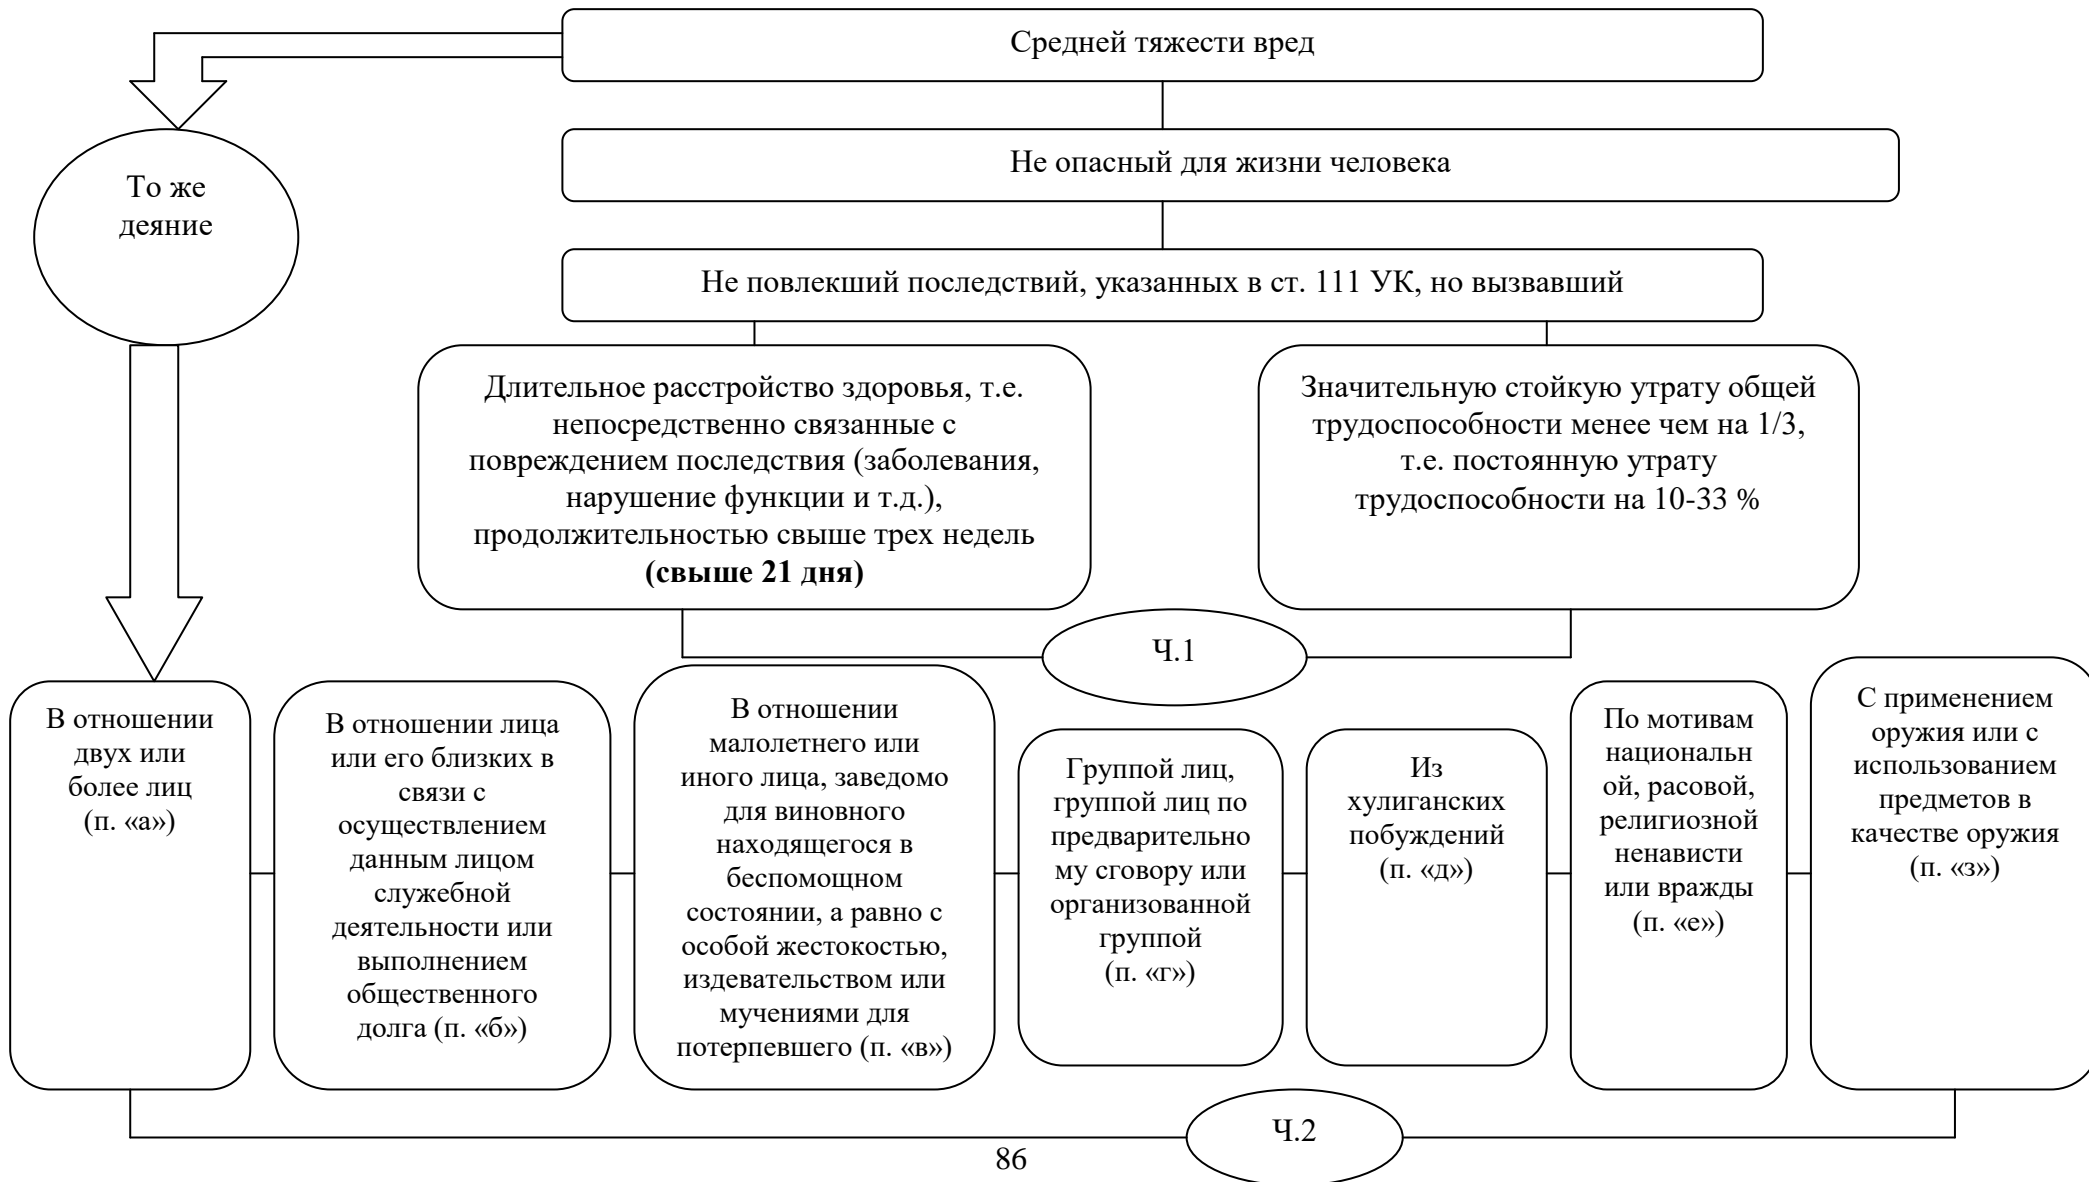 Средней тяжести вред
Не опасный для жизни человека
То же
деяние
Не повлекший последствий, указанных в ст. 111 УК, но вызвавший
Длительное расстройство здоровья, т.е.
непосредственно связанные с
повреждением последствия (заболевания,
нарушение функции и т.д.),
продолжительностью свыше трех недель
(свыше 21 дня)
Значительную стойкую утрату общей
трудоспособности менее чем на 1/3,
т.е. постоянную утрату
трудоспособности на 10-33 %
Ч.1
В отношении
двух или
более лиц
(п. «а»)
В отношении лица
или его близких в
связи с
осуществлением
данным лицом
служебной
деятельности или
выполнением
общественного
долга (п. «б»)
В отношении
малолетнего или
иного лица, заведомо
для виновного
находящегося в
беспомощном
состоянии, а равно с
особой жестокостью,
издевательством или
мучениями для
потерпевшего (п. «в»)
Группой лиц,
группой лиц по
предварительно
му сговору или
организованной
группой
(п. «г»)
Из
хулиганских
побуждений
(п. «д»)
По мотивам
национальн
ой, расовой,
религиозной
ненависти
или вражды
(п. «е»)
С применением
оружия или с
использованием
предметов в
качестве оружия
(п. «з»)
Ч.2
86